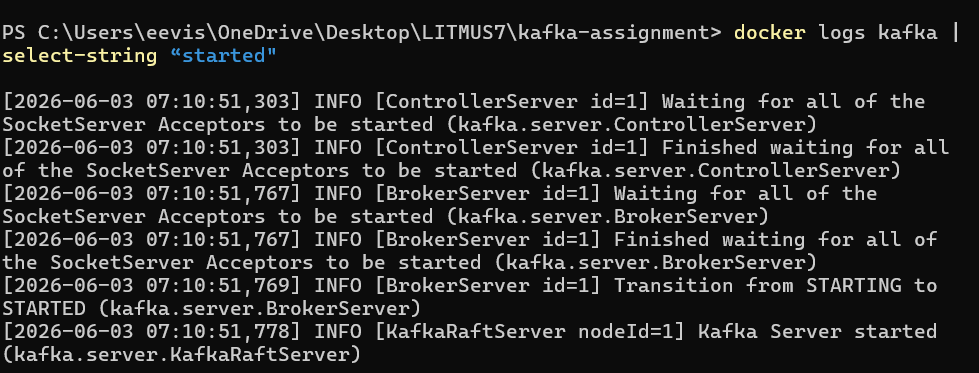 PS C:\Users\eevis\OneDrive\Desktop\LITMUS7\kafka-assignment> docker logs kafka |
select-string “started"
[2026-06-03 07:10:51,303] INFO [ControllerServer id=1] Waiting for all of the
SocketServer Acceptors to be started (kafka.server.ControllerServer)
[2026-06-03 07:10:51,303] INFO [ControllerServer id=1] Finished waiting for all
of the SocketServer Acceptors to be started (kafka.server.ControllerServer)
[2026-06-03 07:10:51,767] INFO [BrokerServer id=1] Waiting for all of the
SocketServer Acceptors to be started (kafka.server.BrokerServer)
[2026-06-03 07:10:51,767] INFO [BrokerServer id=1] Finished waiting for all of
the SocketServer Acceptors to be started (kafka.server.BrokerServer)
[2026-06-03 07:10:51,769] INFO [BrokerServer id=1] Transition from STARTING to
STARTED (kafka.server.BrokerServer)
[2026-06-03 07:10:51,778] INFO [KafkaRaftServer nodeId=1] Kafka Server started
(kafka.server.KafkaRaftServer)